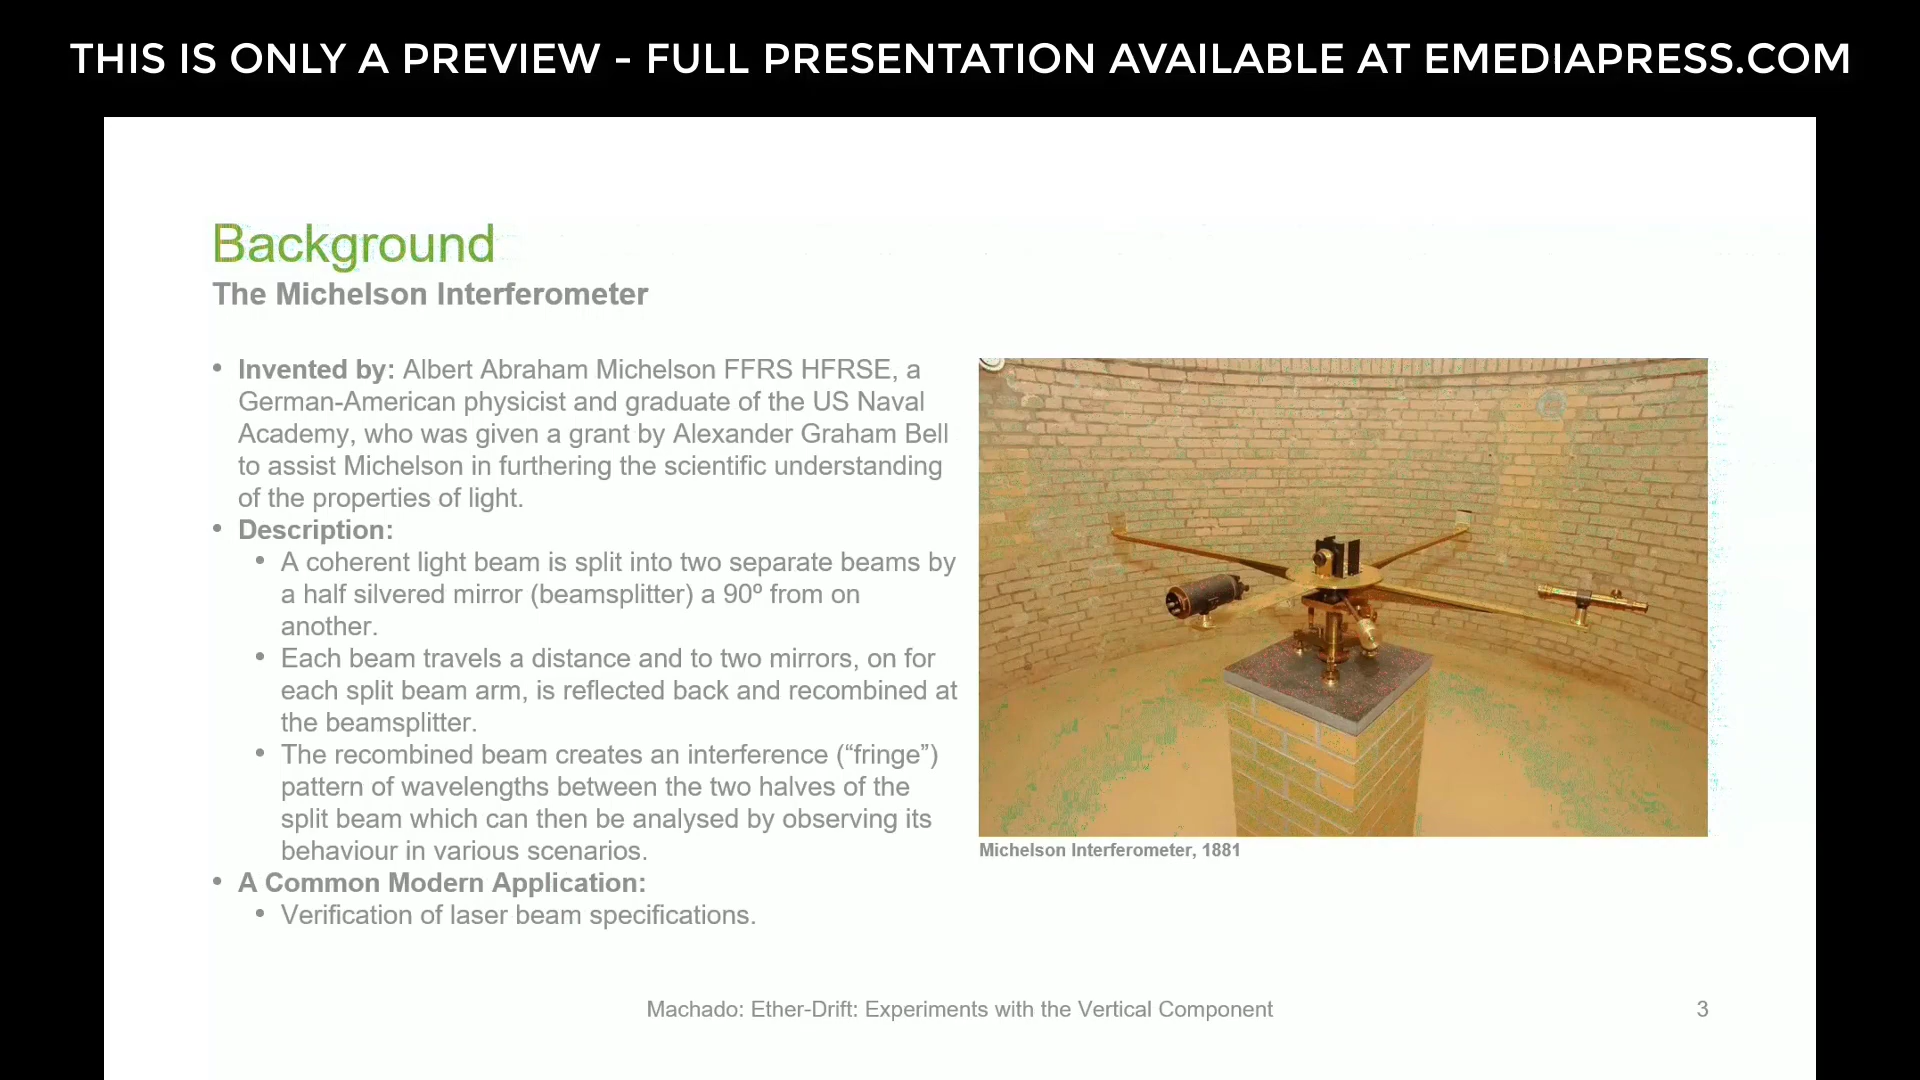 THIS IS ONLY A PREVIEW - FULL PRESENTATION AVAILABLE AT EMEDIAPRESS.COM
Background
The Michelson Interferometer
• Invented by: Albert Abraham Michelson FFRS HFRSE, a
German-American physicist and graduate of the US Naval
Academy, who was given a grant by Alexander Graham Bell
to assist Michelson in furthering the scientific understanding
of the properties of light.
• Description:
• A coherent light beam is split into two separate beams by
a half silvered mirror (beamsplitter) a 90º from on
another.
• Each beam travels a distance and to two mirrors, on for
each split beam arm, is reflected back and recombined at
the beamsplitter.
• The recombined beam creates an interference (“fringe”)
pattern of wavelengths between the two halves of the
split beam which can then be analysed by observing its
behaviour in various scenarios.
• A Common Modern Application:
• Verification of laser beam specifications.
Michelson Interferometer, 1881
Machado: Ether-Drift: Experiments with the Vertical Component
3